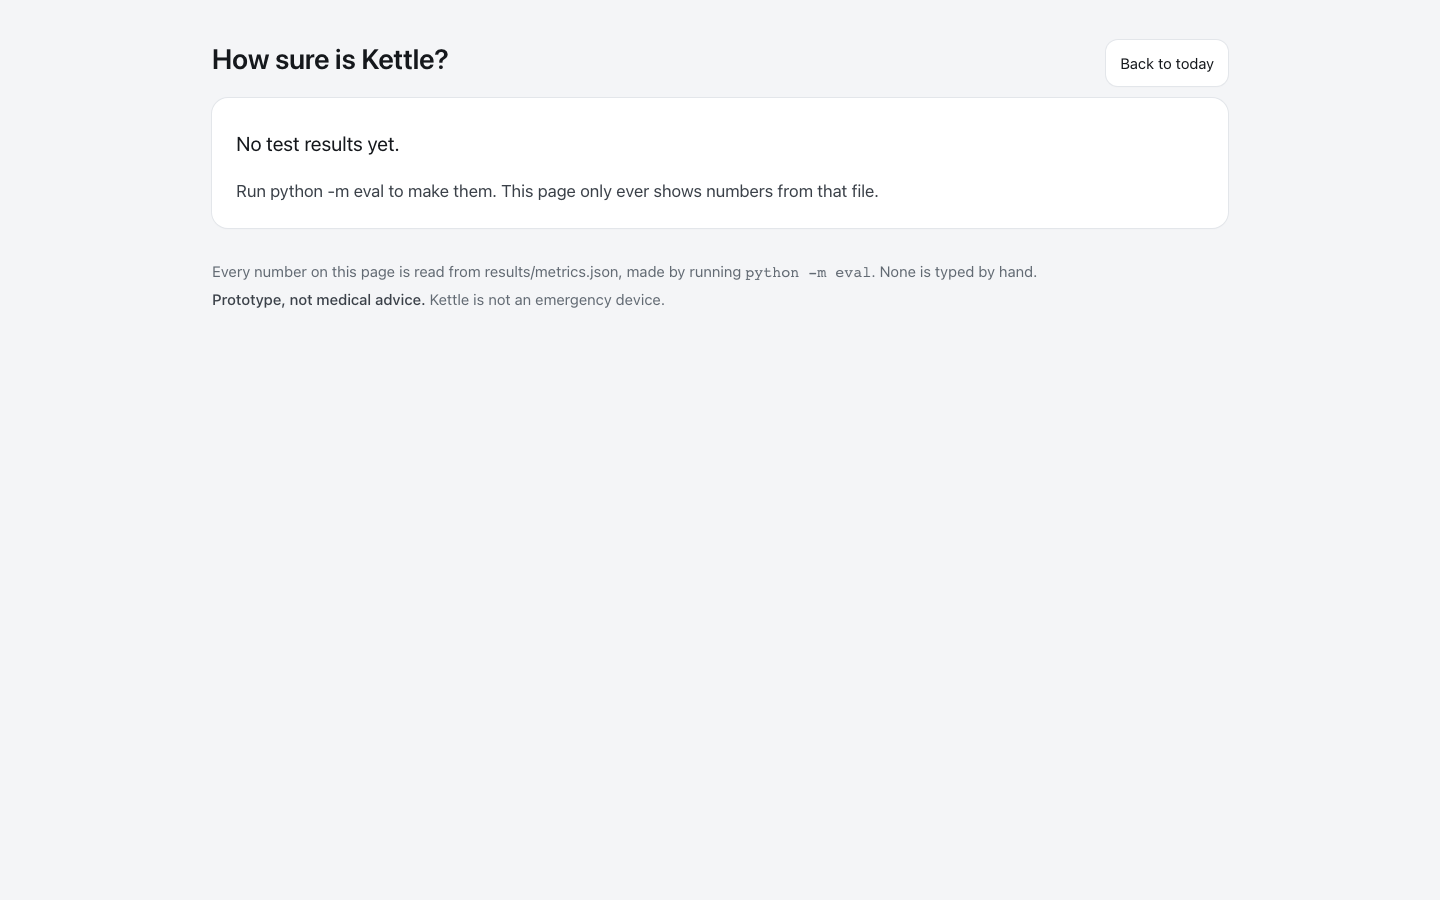 How sure is Kettle?
Back to today
No test results yet.
Run python -m eval to make them. This page only ever shows numbers from that file.
Every number on this page is read from results/metrics.json, made by running python -m eval. None is typed by hand.
Prototype, not medical advice. Kettle is not an emergency device.